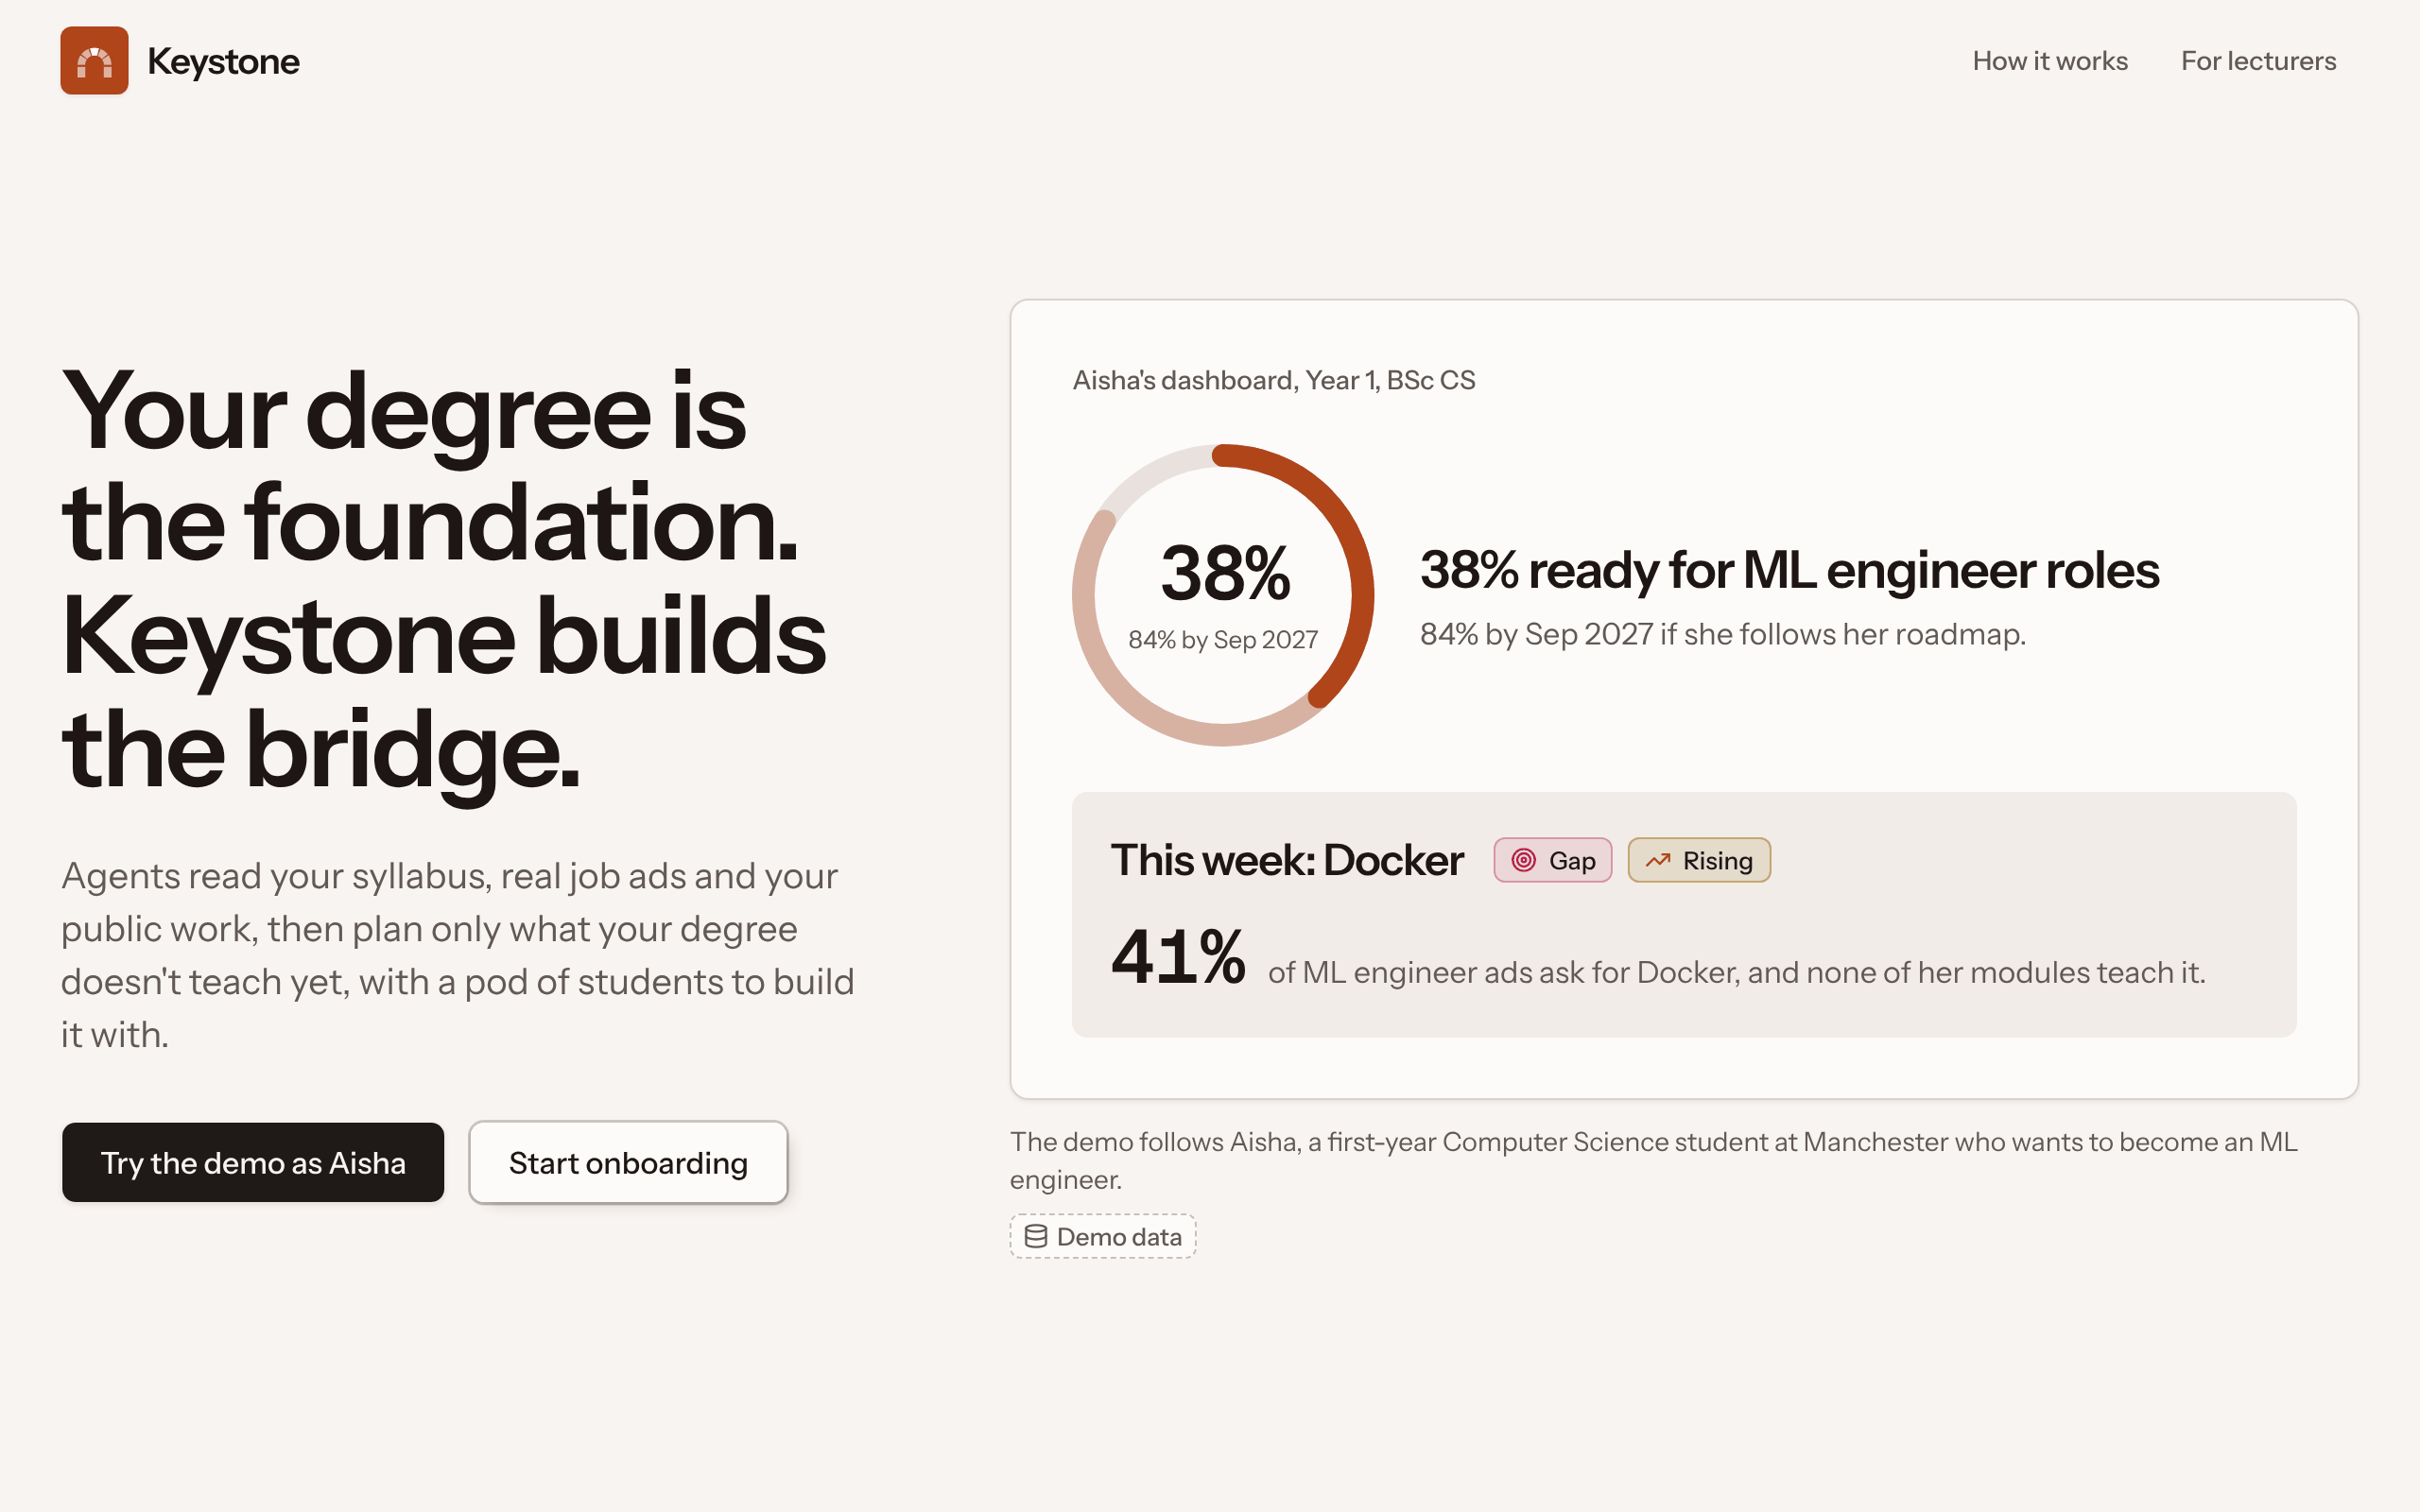 Keystone
How it works
For lecturers
Your degree is
the foundation.
Keystone builds
the bridge.
Agents read your syllabus, real job ads and your
public work, then plan only what your degree
doesn't teach yet, with a pod of students to build
it with.
Try the demo as Aisha
Start onboarding
Aisha's dashboard, Year 1, BSc CS
38%
84% by Sep 2027
38% ready for ML engineer roles
84% by Sep 2027 if she follows her roadmap.
This week: Docker
Gap
Rising
41% of ML engineer ads ask for Docker, and none of her modules teach it.
The demo follows Aisha, a first-year Computer Science student at Manchester who wants to become an ML
engineer.
Demo data